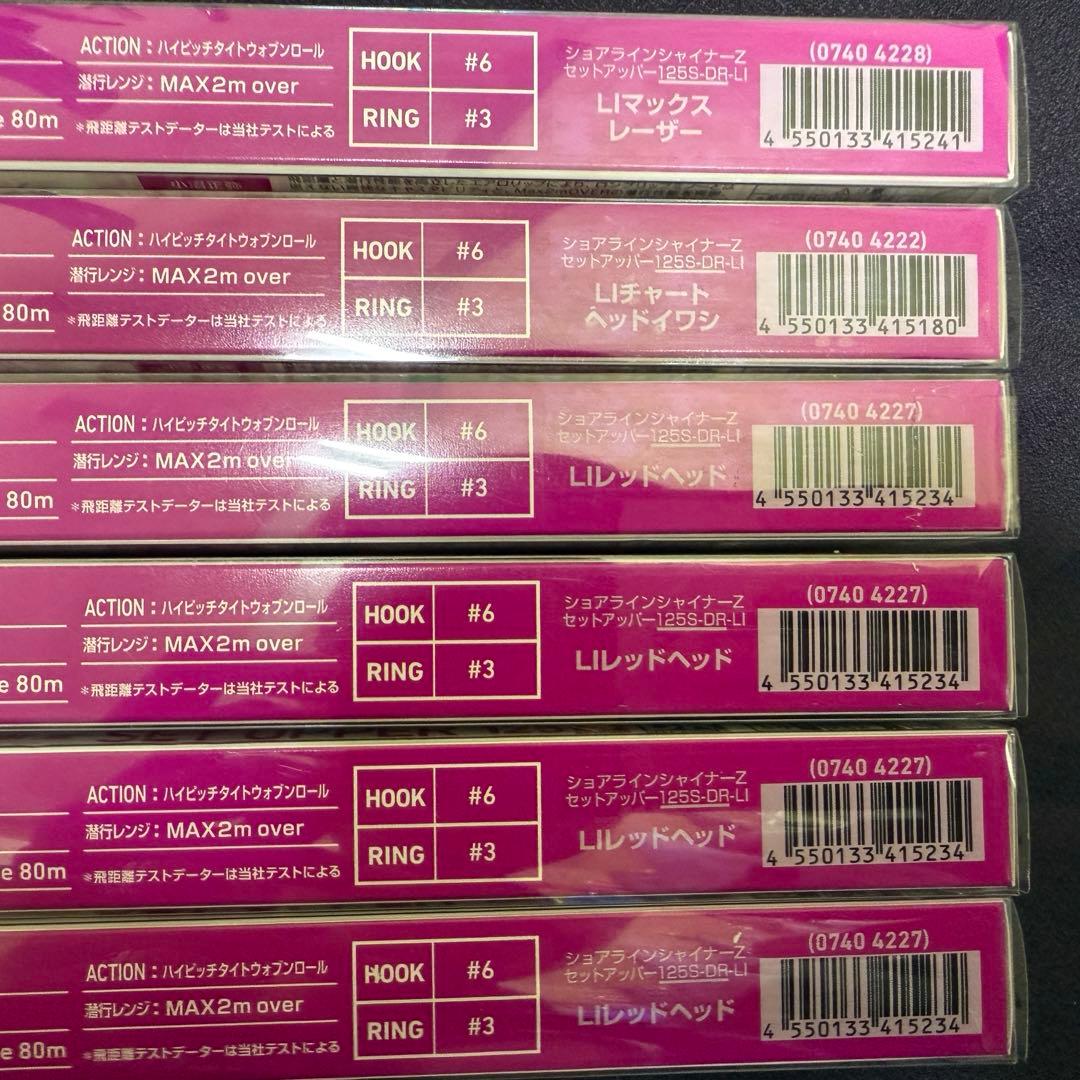 ACTION：ハイピッチタイトウォブンロール
潜行レンジ：MAX2m over
e 80m
＊飛距離テストデーターは当社テストによる
HOOK #6
RING #3
ショアラインシャイナーZ
セットアッパー125S-DR-LI
LIマックス
レーザー
(0740 4228)
4 550133 415241
ACTION：ハイピッチタイトウォブンロール
潜行レンジ：MAX2m over
80m
＊飛距離テストデーターは当社テストによる
HOOK #6
RING #3
ショアラインシャイナーZ
セットアッパー125S-DR-LI
LIチャート
ヘッドイワシ
(0740 4222)
4 550133 415180
ACTION：ハイピッチタイトウォブンロール
潜行レンジ：MAX2m over
80m
＊飛距離テストデーターは当社テストによる
HOOK #6
RING #3
ショアラインシャイナーZ
セットアッパー125S-DR-LI
LIレッドヘッド
(0740 4227)
4 550133 415234
ACTION：ハイピッチタイトウォブンロール
潜行レンジ：MAX2m over
e 80m
＊飛距離テストデーターは当社テストによる
HOOK #6
RING #3
ショアラインシャイナーZ
セットアッパー125S-DR-LI
LIレッドヘッド
(0740 4227)
4 550133 415234
ACTION：ハイピッチタイトウォブンロール
潜行レンジ：MAX2m over
e 80m
＊飛距離テストデーターは当社テストによる
HOOK #6
RING #3
ショアラインシャイナーZ
セットアッパー125S-DR-LI
LIレッドヘッド
(0740 4227)
4 550133 415234
ACTION：ハイピッチタイトウォブンロール
潜行レンジ：MAX2m over
e 80m
＊飛距離テストデーターは当社テストによる
HOOK #6
RING #3
ショアラインシャイナーZ
セットアッパー125S-DR-LI
LIレッドヘッド
(0740 4227)
4 550133 415234